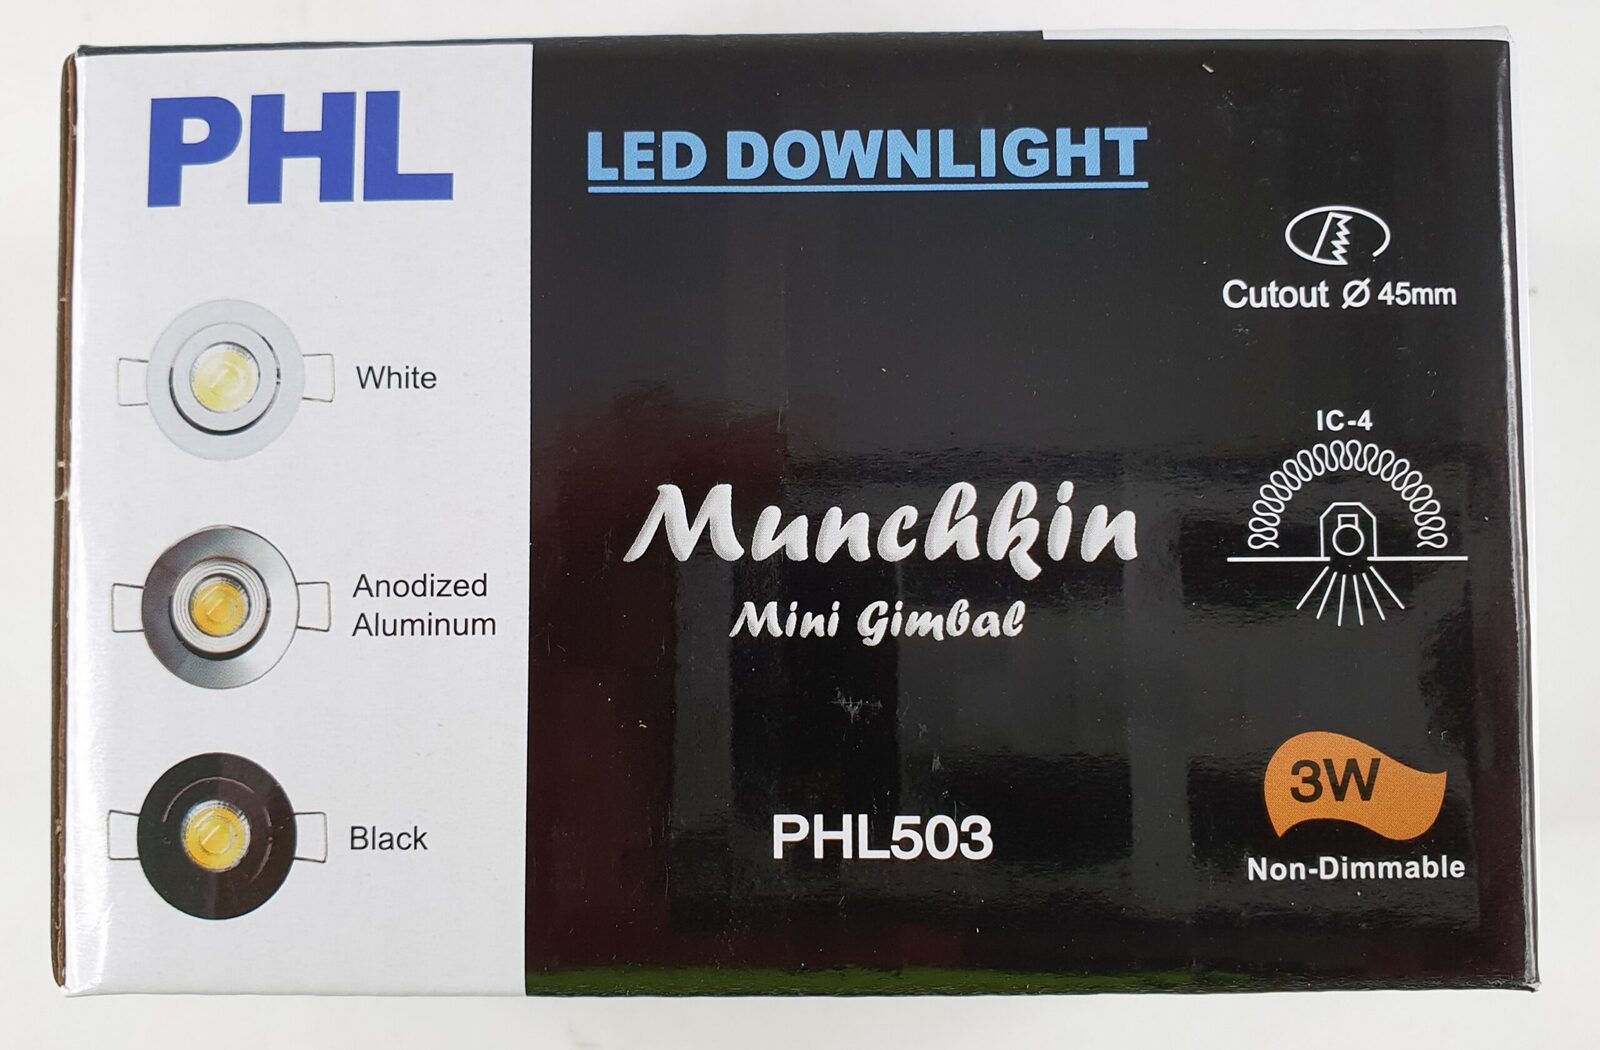 PHL
LED DOWNLIGHT
Cutout Ø 45mm
White
IC-4
Munchkin
Mini Gimbal
Anodized
Aluminum
3W
Black
PHL503
Non-Dimmable